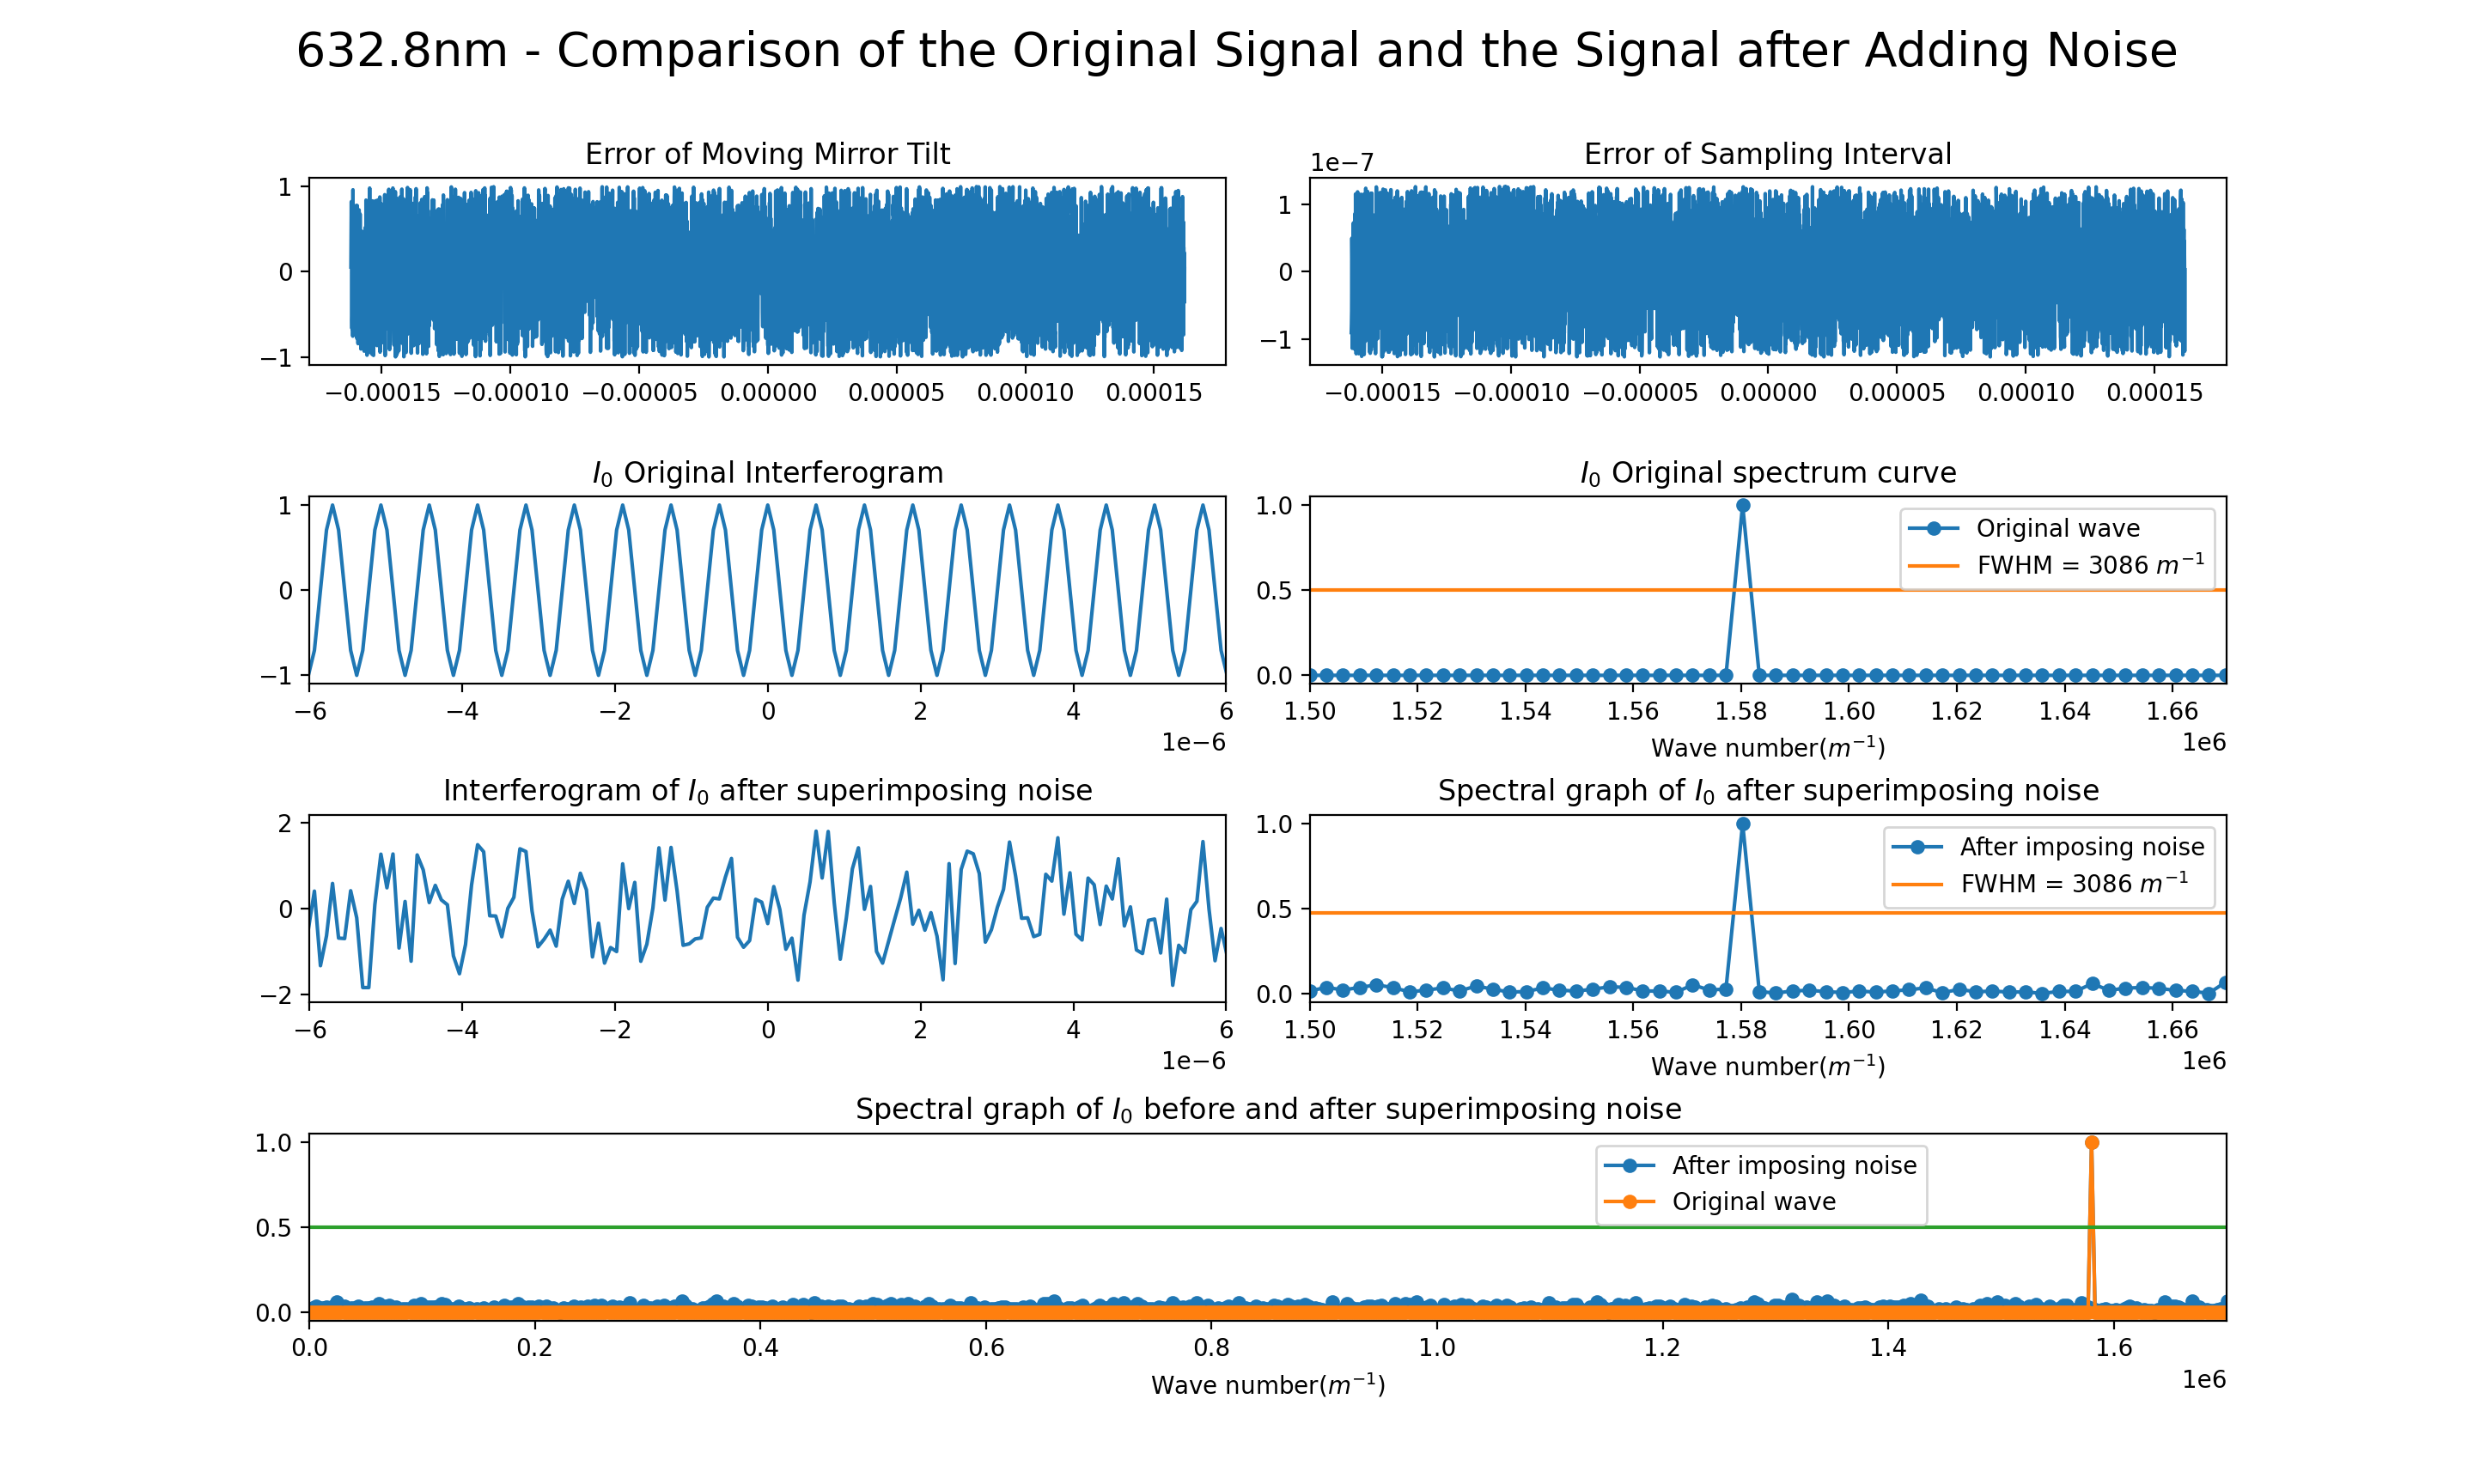 632.8nm - Comparison of the Original Signal and the Signal after Adding Noise
Error of Moving Mirror Tilt
1
0
−1
−0.00015 −0.00010 −0.00005 0.00000 0.00005 0.00010 0.00015
Error of Sampling Interval
1e−7
1
0
−1
−0.00015 −0.00010 −0.00005 0.00000 0.00005 0.00010 0.00015
I₀ Original Interferogram
1
0
−1
−6 −4 −2 0 2 4 6
1e−6
I₀ Original spectrum curve
1.0
0.5
0.0
Original wave
FWHM = 3086 m⁻¹
1.50 1.52 1.54 1.56 1.58 1.60 1.62 1.64 1.66
Wave number(m⁻¹)
1e6
Interferogram of I₀ after superimposing noise
2
0
−2
−6 −4 −2 0 2 4 6
1e−6
Spectral graph of I₀ after superimposing noise
1.0
0.5
0.0
After imposing noise
FWHM = 3086 m⁻¹
1.50 1.52 1.54 1.56 1.58 1.60 1.62 1.64 1.66
Wave number(m⁻¹)
1e6
Spectral graph of I₀ before and after superimposing noise
1.0
0.5
0.0
After imposing noise
Original wave
0.0 0.2 0.4 0.6 0.8 1.0 1.2 1.4 1.6
Wave number(m⁻¹)
1e6